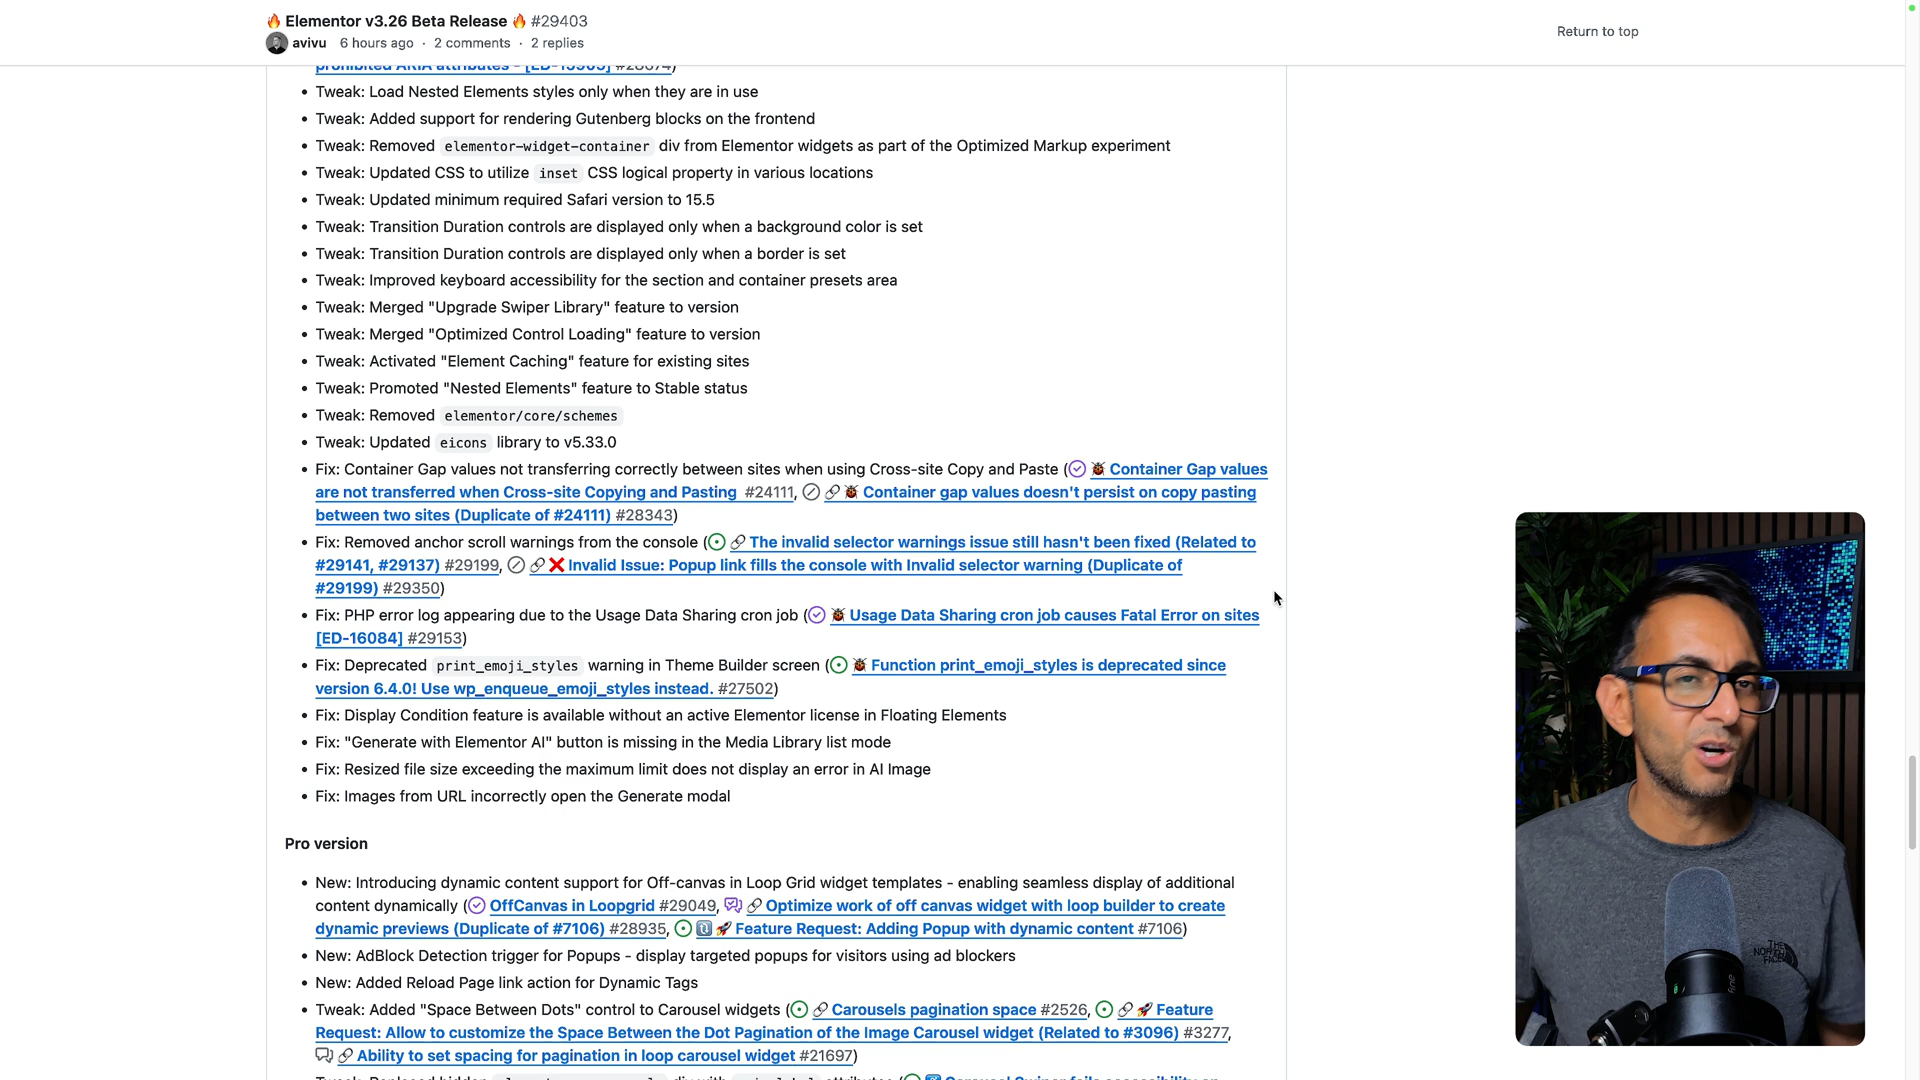 🔥 Elementor v3.26 Beta Release 🔥 #29403
avivu 6 hours ago · 2 comments · 2 replies
Return to top
prohibited ARIA attributes - [ED-15905] #28674)
• Tweak: Load Nested Elements styles only when they are in use
• Tweak: Added support for rendering Gutenberg blocks on the frontend
• Tweak: Removed elementor-widget-container div from Elementor widgets as part of the Optimized Markup experiment
• Tweak: Updated CSS to utilize inset CSS logical property in various locations
• Tweak: Updated minimum required Safari version to 15.5
• Tweak: Transition Duration controls are displayed only when a background color is set
• Tweak: Transition Duration controls are displayed only when a border is set
• Tweak: Improved keyboard accessibility for the section and container presets area
• Tweak: Merged "Upgrade Swiper Library" feature to version
• Tweak: Merged "Optimized Control Loading" feature to version
• Tweak: Activated "Element Caching" feature for existing sites
• Tweak: Promoted "Nested Elements" feature to Stable status
• Tweak: Removed elementor/core/schemes
• Tweak: Updated eicons library to v5.33.0
• Fix: Container Gap values not transferring correctly between sites when using Cross-site Copy and Paste (🐞 Container Gap values
are not transferred when Cross-site Copying and Pasting #24111, 🔗 🐞 Container gap values doesn't persist on copy pasting
between two sites (Duplicate of #24111) #28343)
• Fix: Removed anchor scroll warnings from the console (🔗 The invalid selector warnings issue still hasn't been fixed (Related to
#29141, #29137) #29199, 🔗 ❌ Invalid Issue: Popup link fills the console with Invalid selector warning (Duplicate of
#29199) #29350)
• Fix: PHP error log appearing due to the Usage Data Sharing cron job (🐞 Usage Data Sharing cron job causes Fatal Error on sites
[ED-16084] #29153)
• Fix: Deprecated print_emoji_styles warning in Theme Builder screen (🐞 Function print_emoji_styles is deprecated since
version 6.4.0! Use wp_enqueue_emoji_styles instead. #27502)
• Fix: Display Condition feature is available without an active Elementor license in Floating Elements
• Fix: "Generate with Elementor AI" button is missing in the Media Library list mode
• Fix: Resized file size exceeding the maximum limit does not display an error in AI Image
• Fix: Images from URL incorrectly open the Generate modal
Pro version
• New: Introducing dynamic content support for Off-canvas in Loop Grid widget templates - enabling seamless display of additional
content dynamically (OffCanvas in Loopgrid #29049, 🔗 Optimize work of off canvas widget with loop builder to create
dynamic previews (Duplicate of #7106) #28935, 🔃 🚀 Feature Request: Adding Popup with dynamic content #7106)
• New: AdBlock Detection trigger for Popups - display targeted popups for visitors using ad blockers
• New: Added Reload Page link action for Dynamic Tags
• Tweak: Added "Space Between Dots" control to Carousel widgets (🔗 Carousels pagination space #2526, 🔗 🚀 Feature
Request: Allow to customize the Space Between the Dot Pagination of the Image Carousel widget (Related to #3096) #3277,
🔗 Ability to set spacing for pagination in loop carousel widget #21697)
THE NORTH FACE